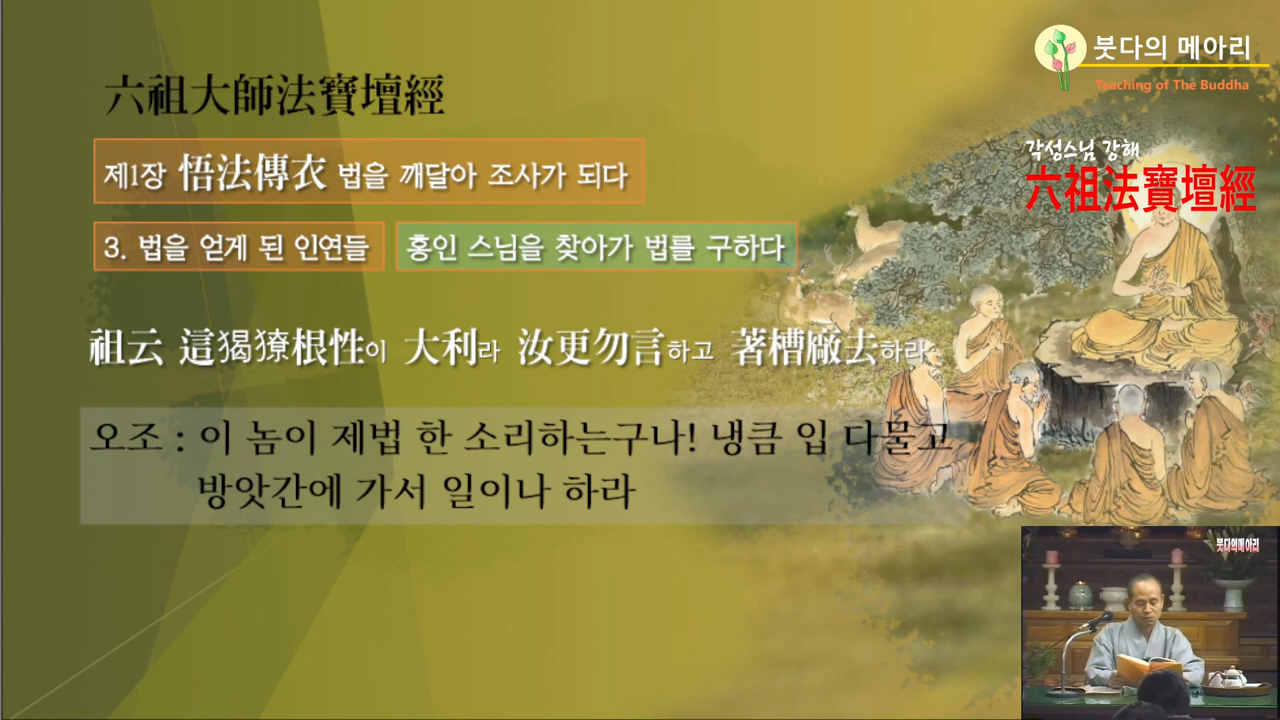 붓다의 메아리
Teaching of The Buddha
六祖大師法寶壇經
각성스님 강해
六祖法寶壇經
제1장 悟法傳衣 법을 깨달아 조사가 되다
3. 법을 얻게 된 인연들 홍인 스님을 찾아가 법를 구하다
祖云 這猲獠根性이 大利라 汝更勿言하고 著槽廠去하라
오조 : 이 놈이 제법 한 소리하는구나! 냉큼 입 다물고
방앗간에 가서 일이나 하라
붓다의메아리